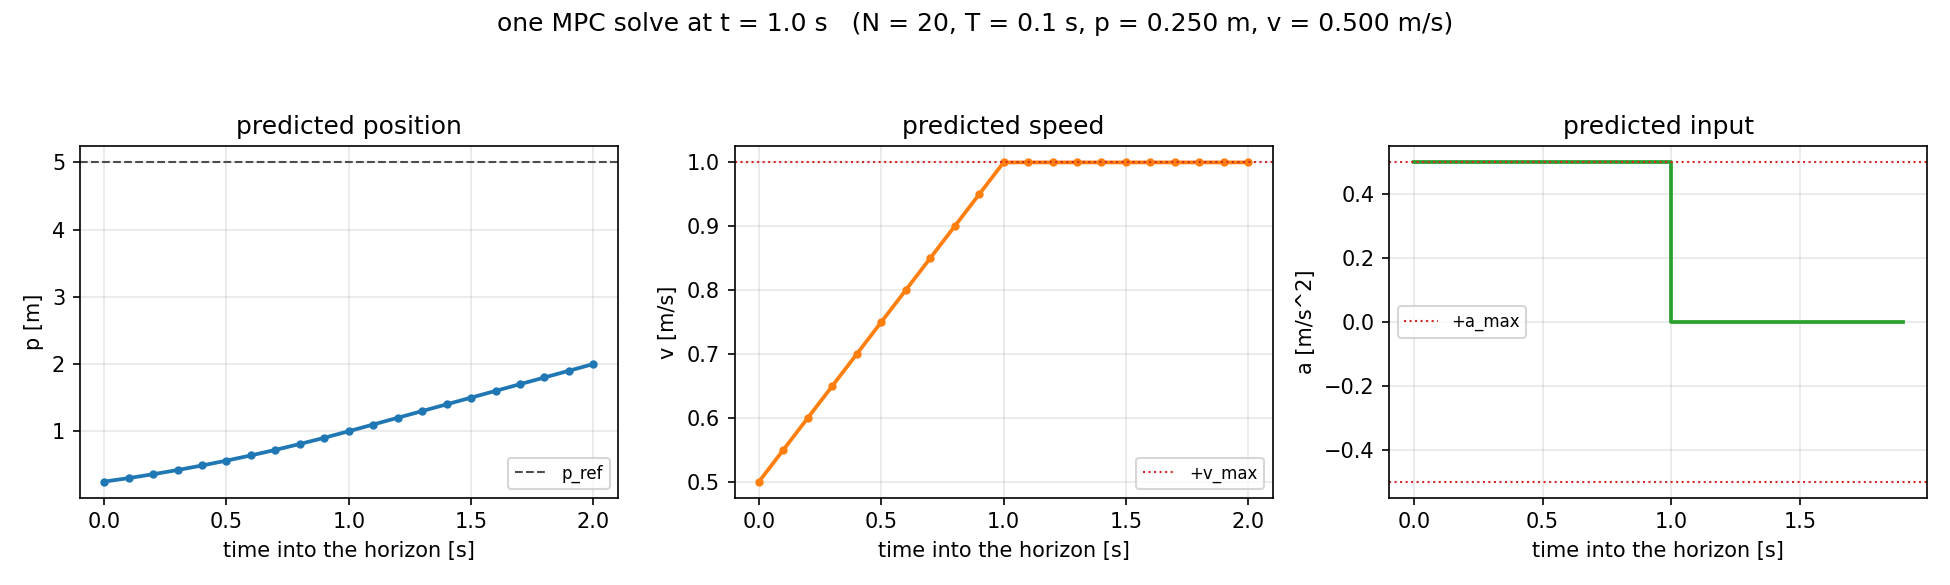 one MPC solve at t = 1.0 s   (N = 20, T = 0.1 s, p = 0.250 m, v = 0.500 m/s)
predicted position
5
4
3
2
1
p [m]
p_ref
0.0 0.5 1.0 1.5 2.0
time into the horizon [s]
predicted speed
1.0
0.9
0.8
0.7
0.6
0.5
v [m/s]
+v_max
0.0 0.5 1.0 1.5 2.0
time into the horizon [s]
predicted input
0.4
0.2
0.0
−0.2
−0.4
a [m/s^2]
+a_max
0.0 0.5 1.0 1.5
time into the horizon [s]